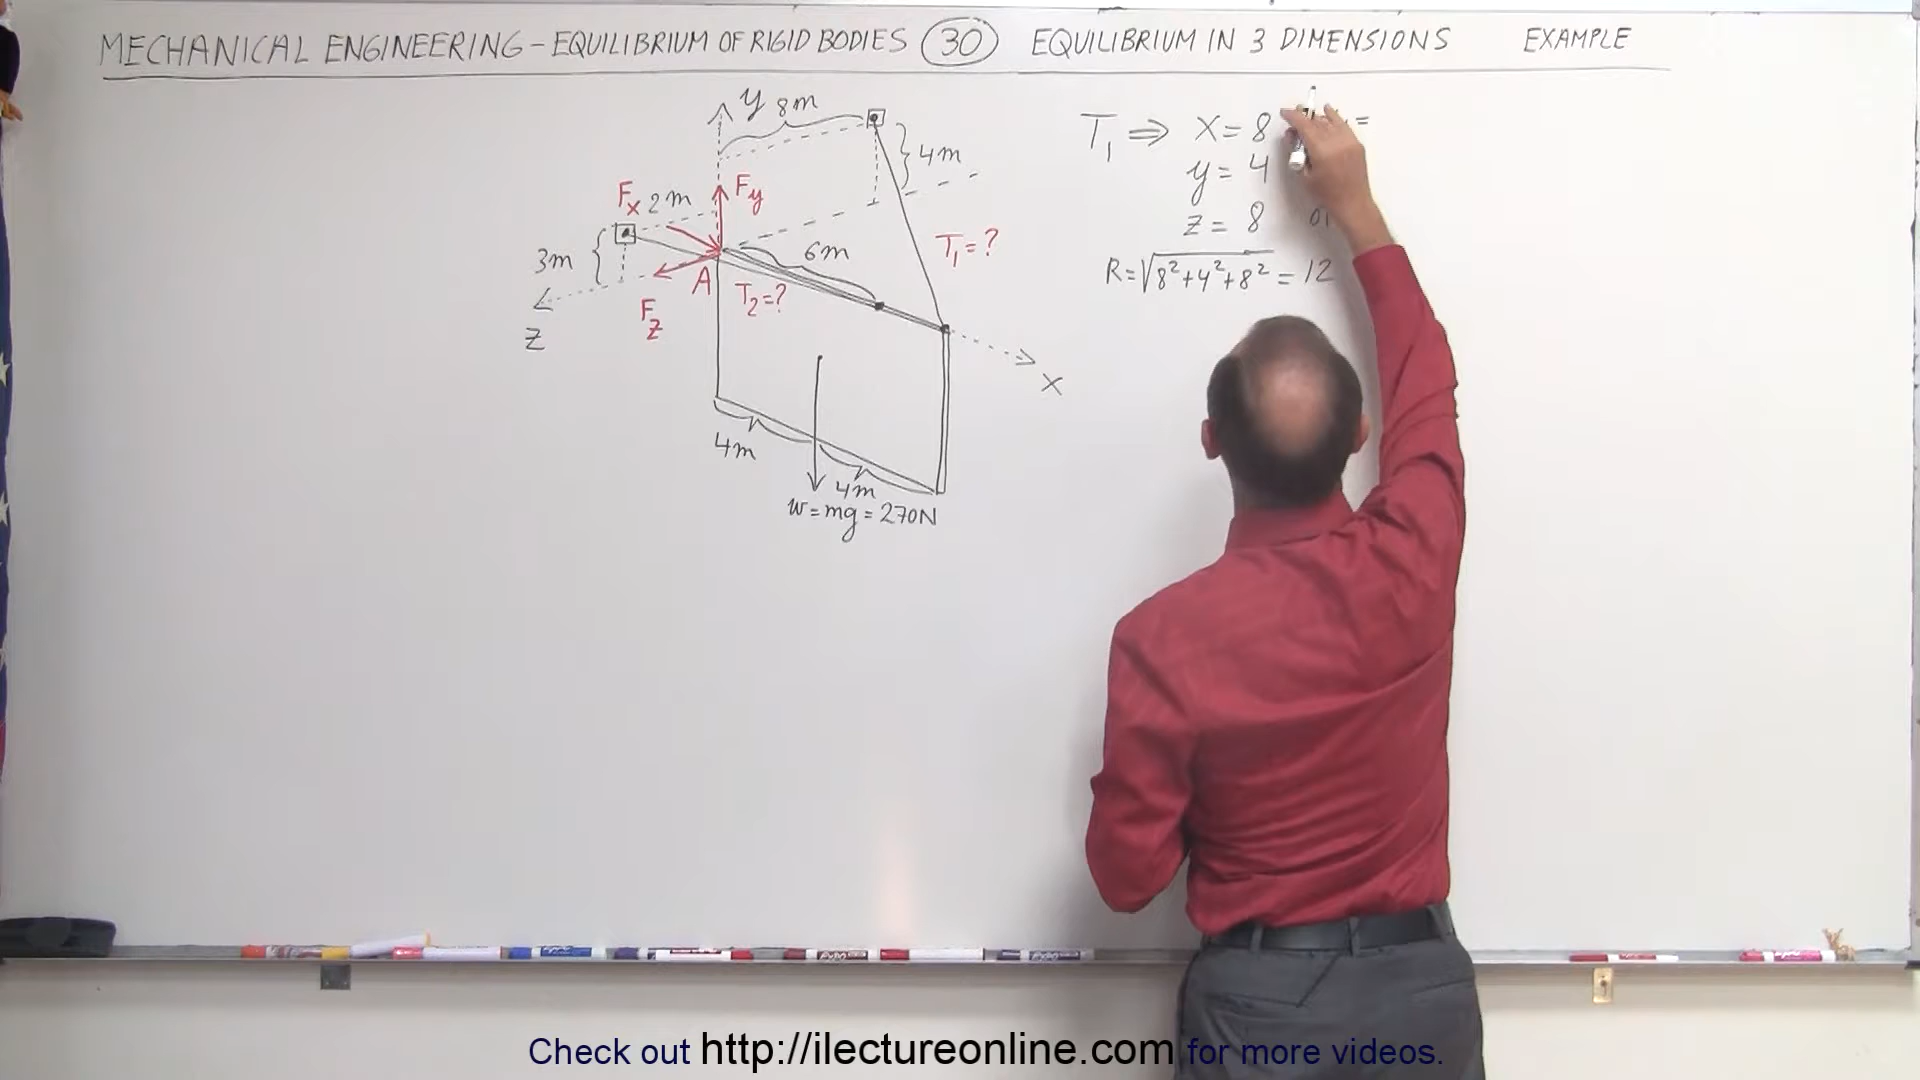 MECHANICAL ENGINEERING - EQUILIBRIUM OF RIGID BODIES 30 EQUILIBRIUM IN 3 DIMENSIONS EXAMPLE
y 8m
4m
Fx 2m Fy
3m
6m
T1=?
A T2=?
Z
Fz
X
4m
4m
w=mg=270N
T1 ⇒ X=8
=
y=4
z=8
R=√8²+4²+8² =12
Check out http://ilectureonline.com for more videos.